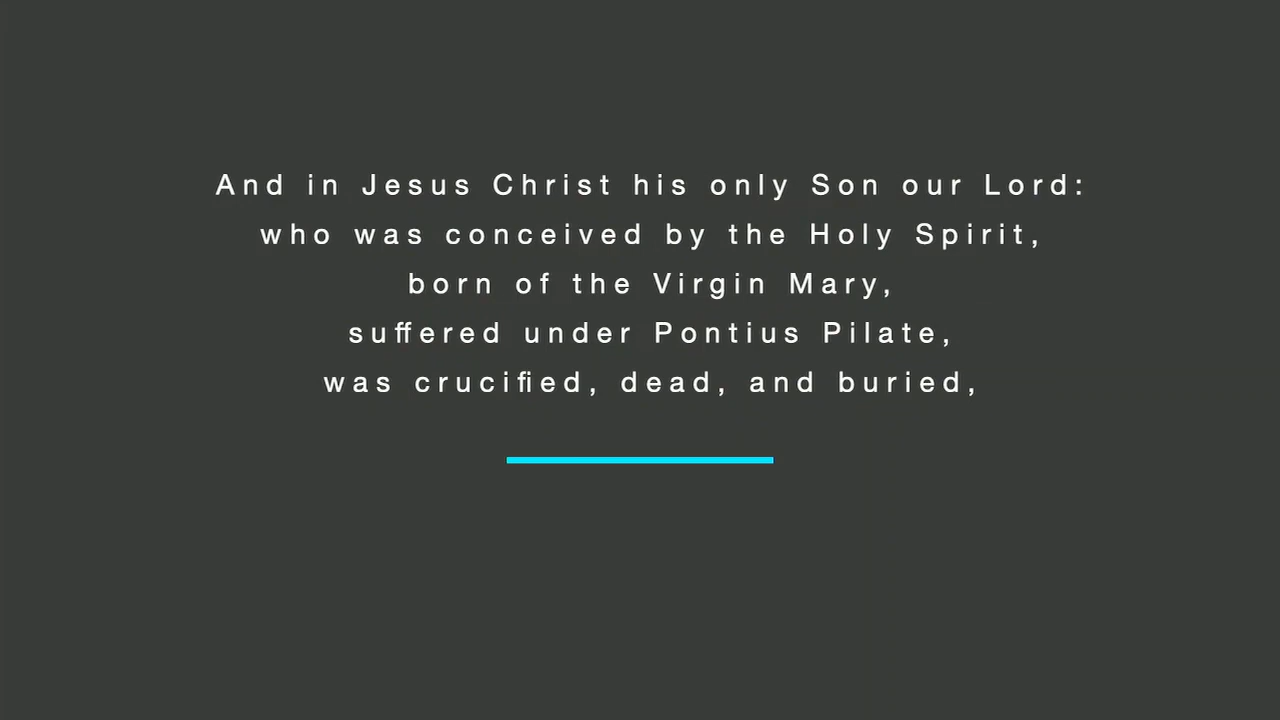 And in Jesus Christ his only Son our Lord:
who was conceived by the Holy Spirit,
born of the Virgin Mary,
suffered under Pontius Pilate,
was crucified, dead, and buried,